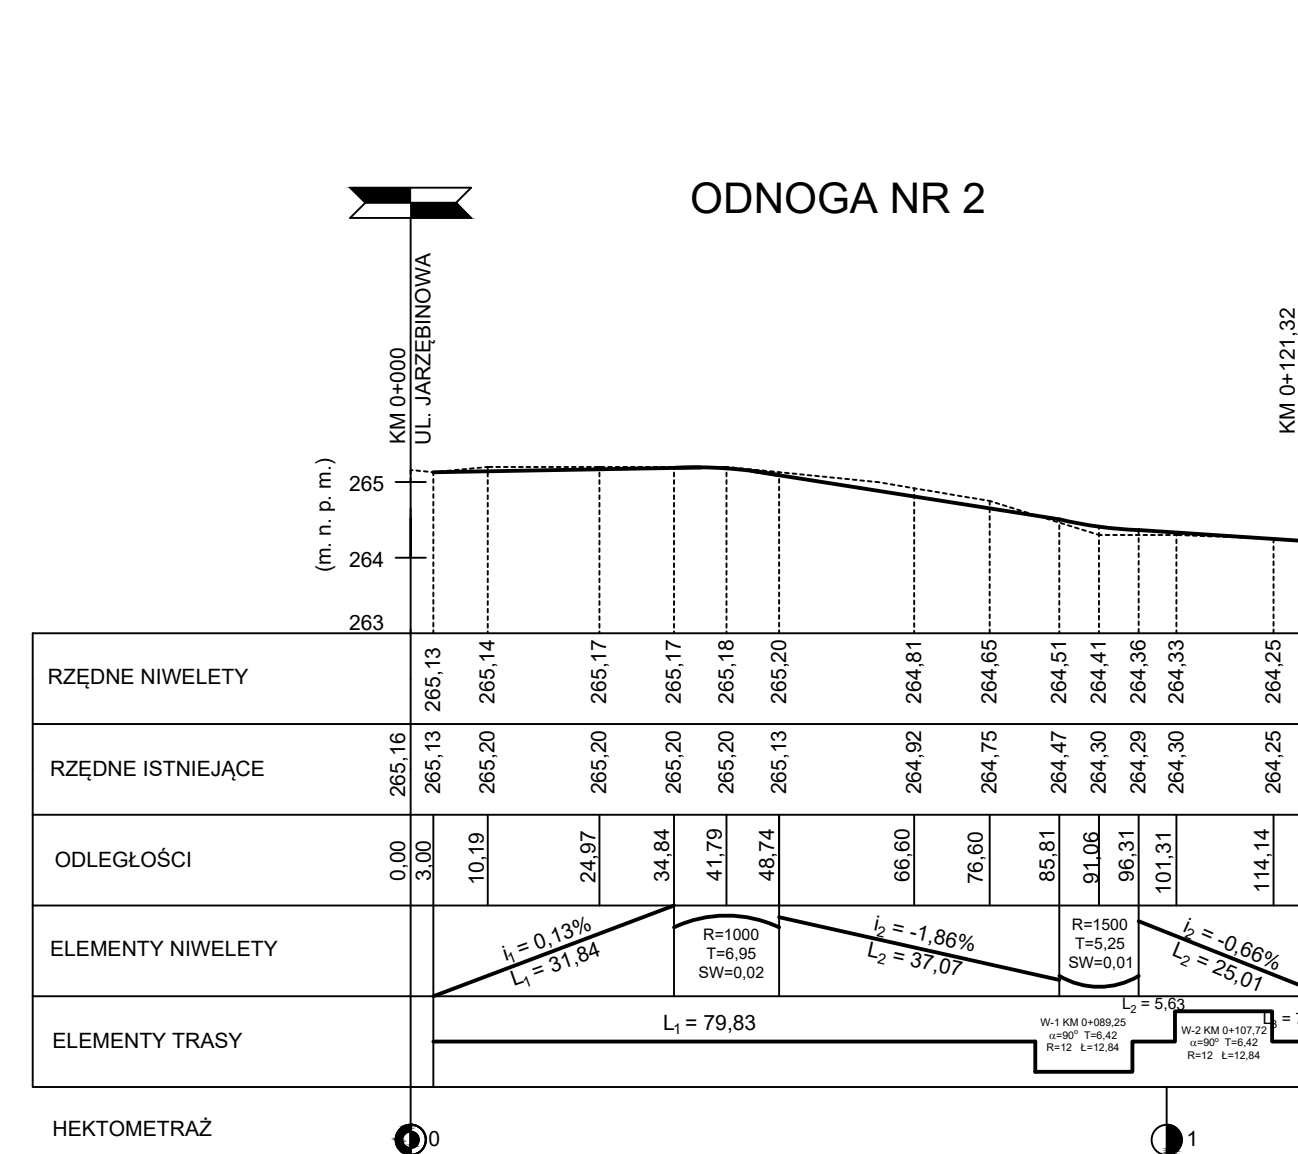 ODNOGA NR 2
KM 0+000
UL. JARZĘBINOWA
KM 0+121,32
(m. n. p. m.)
265
264
263
RZĘDNE NIWELETY
265,13 265,14 265,17 265,17 265,18 265,20 264,81 264,65 264,51 264,41 264,36 264,33 264,25
RZĘDNE ISTNIEJĄCE
265,16 265,13 265,20 265,20 265,20 265,20 265,13 264,92 264,75 264,47 264,30 264,29 264,30 264,25
ODLEGŁOŚCI
0,00 3,00 10,19 24,97 34,84 41,79 48,74 66,60 76,60 85,81 91,06 96,31 101,31 114,14
ELEMENTY NIWELETY
i₁ = 0,13%
L₁ = 31,84
R=1000
T=6,95
SW=0,02
i₂ = -1,86%
L₂ = 37,07
R=1500
T=5,25
SW=0,01
i₂ = -0,66%
L₂ = 25,01
ELEMENTY TRASY
L₁ = 79,83
W-1 KM 0+089,25
α=90° T=6,42
R=12 Ł=12,84
L₂ = 5,63
W-2 KM 0+107,72
α=90° T=6,42
R=12 Ł=12,84
HEKTOMETRAŻ
0
1